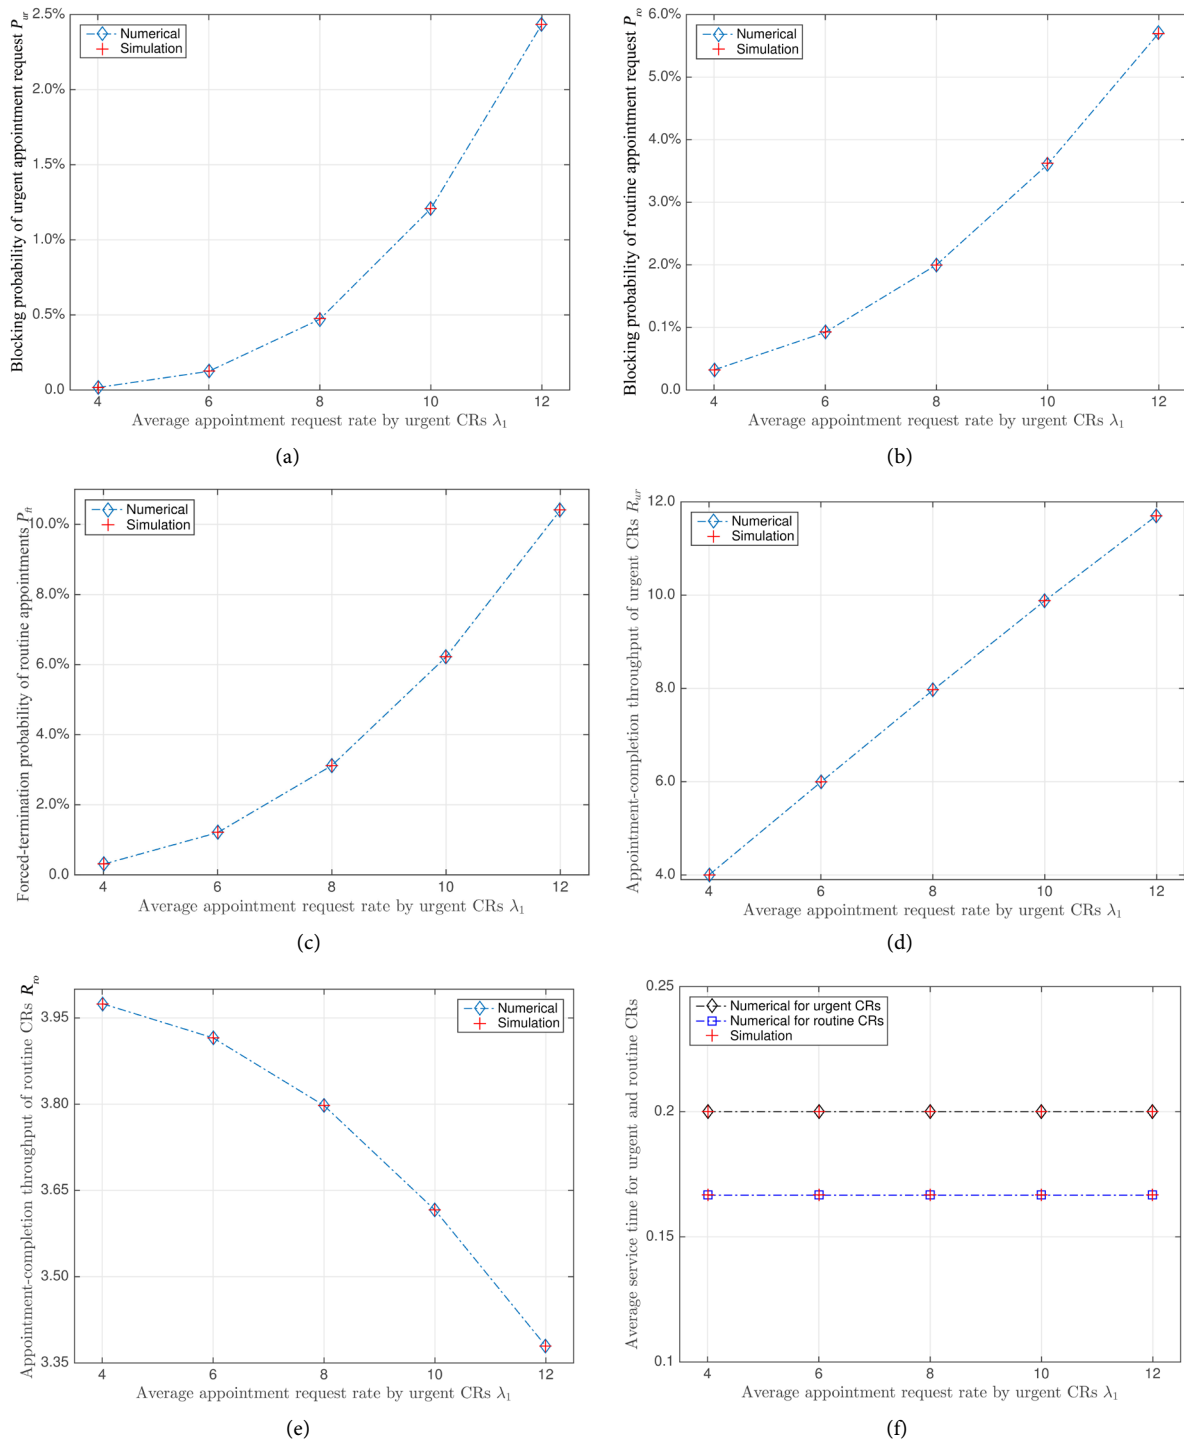 Blocking probability of urgent appointment request P_ur
2.5%
2.0%
1.5%
1.0%
0.5%
0.0
Numerical
Simulation
4 6 8 10 12
Average appointment request rate by urgent CRs λ₁
(a)
Blocking probability of routine appointment request P_ro
6.0%
5.0%
4.0%
3.0%
2.0%
0.1%
0.0
Numerical
Simulation
4 6 8 10 12
Average appointment request rate by urgent CRs λ₁
(b)
Forced-termination probability of routine appointments P_ft
10.0%
8.0%
6.0%
4.0%
2.0%
0.0
Numerical
Simulation
4 6 8 10 12
Average appointment request rate by urgent CRs λ₁
(c)
Appointment-completion throughput of urgent CRs R_ur
12.0
10.0
8.0
6.0
4.0
Numerical
Simulation
4 6 8 10 12
Average appointment request rate by urgent CRs λ₁
(d)
Appointment-completion throughput of routine CRs R_ro
3.95
3.80
3.65
3.50
3.35
Numerical
Simulation
4 6 8 10 12
Average appointment request rate by urgent CRs λ₁
(e)
Average service time for urgent and routine CRs
0.25
0.2
0.15
0.1
Numerical for urgent CRs
Numerical for routine CRs
Simulation
4 6 8 10 12
Average appointment request rate by urgent CRs λ₁
(f)